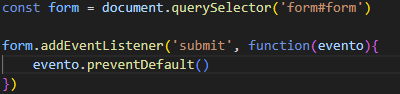 const form = document.querySelector('form#form')
form.addEventListener('submit', function(evento){
    evento.preventDefault()
})